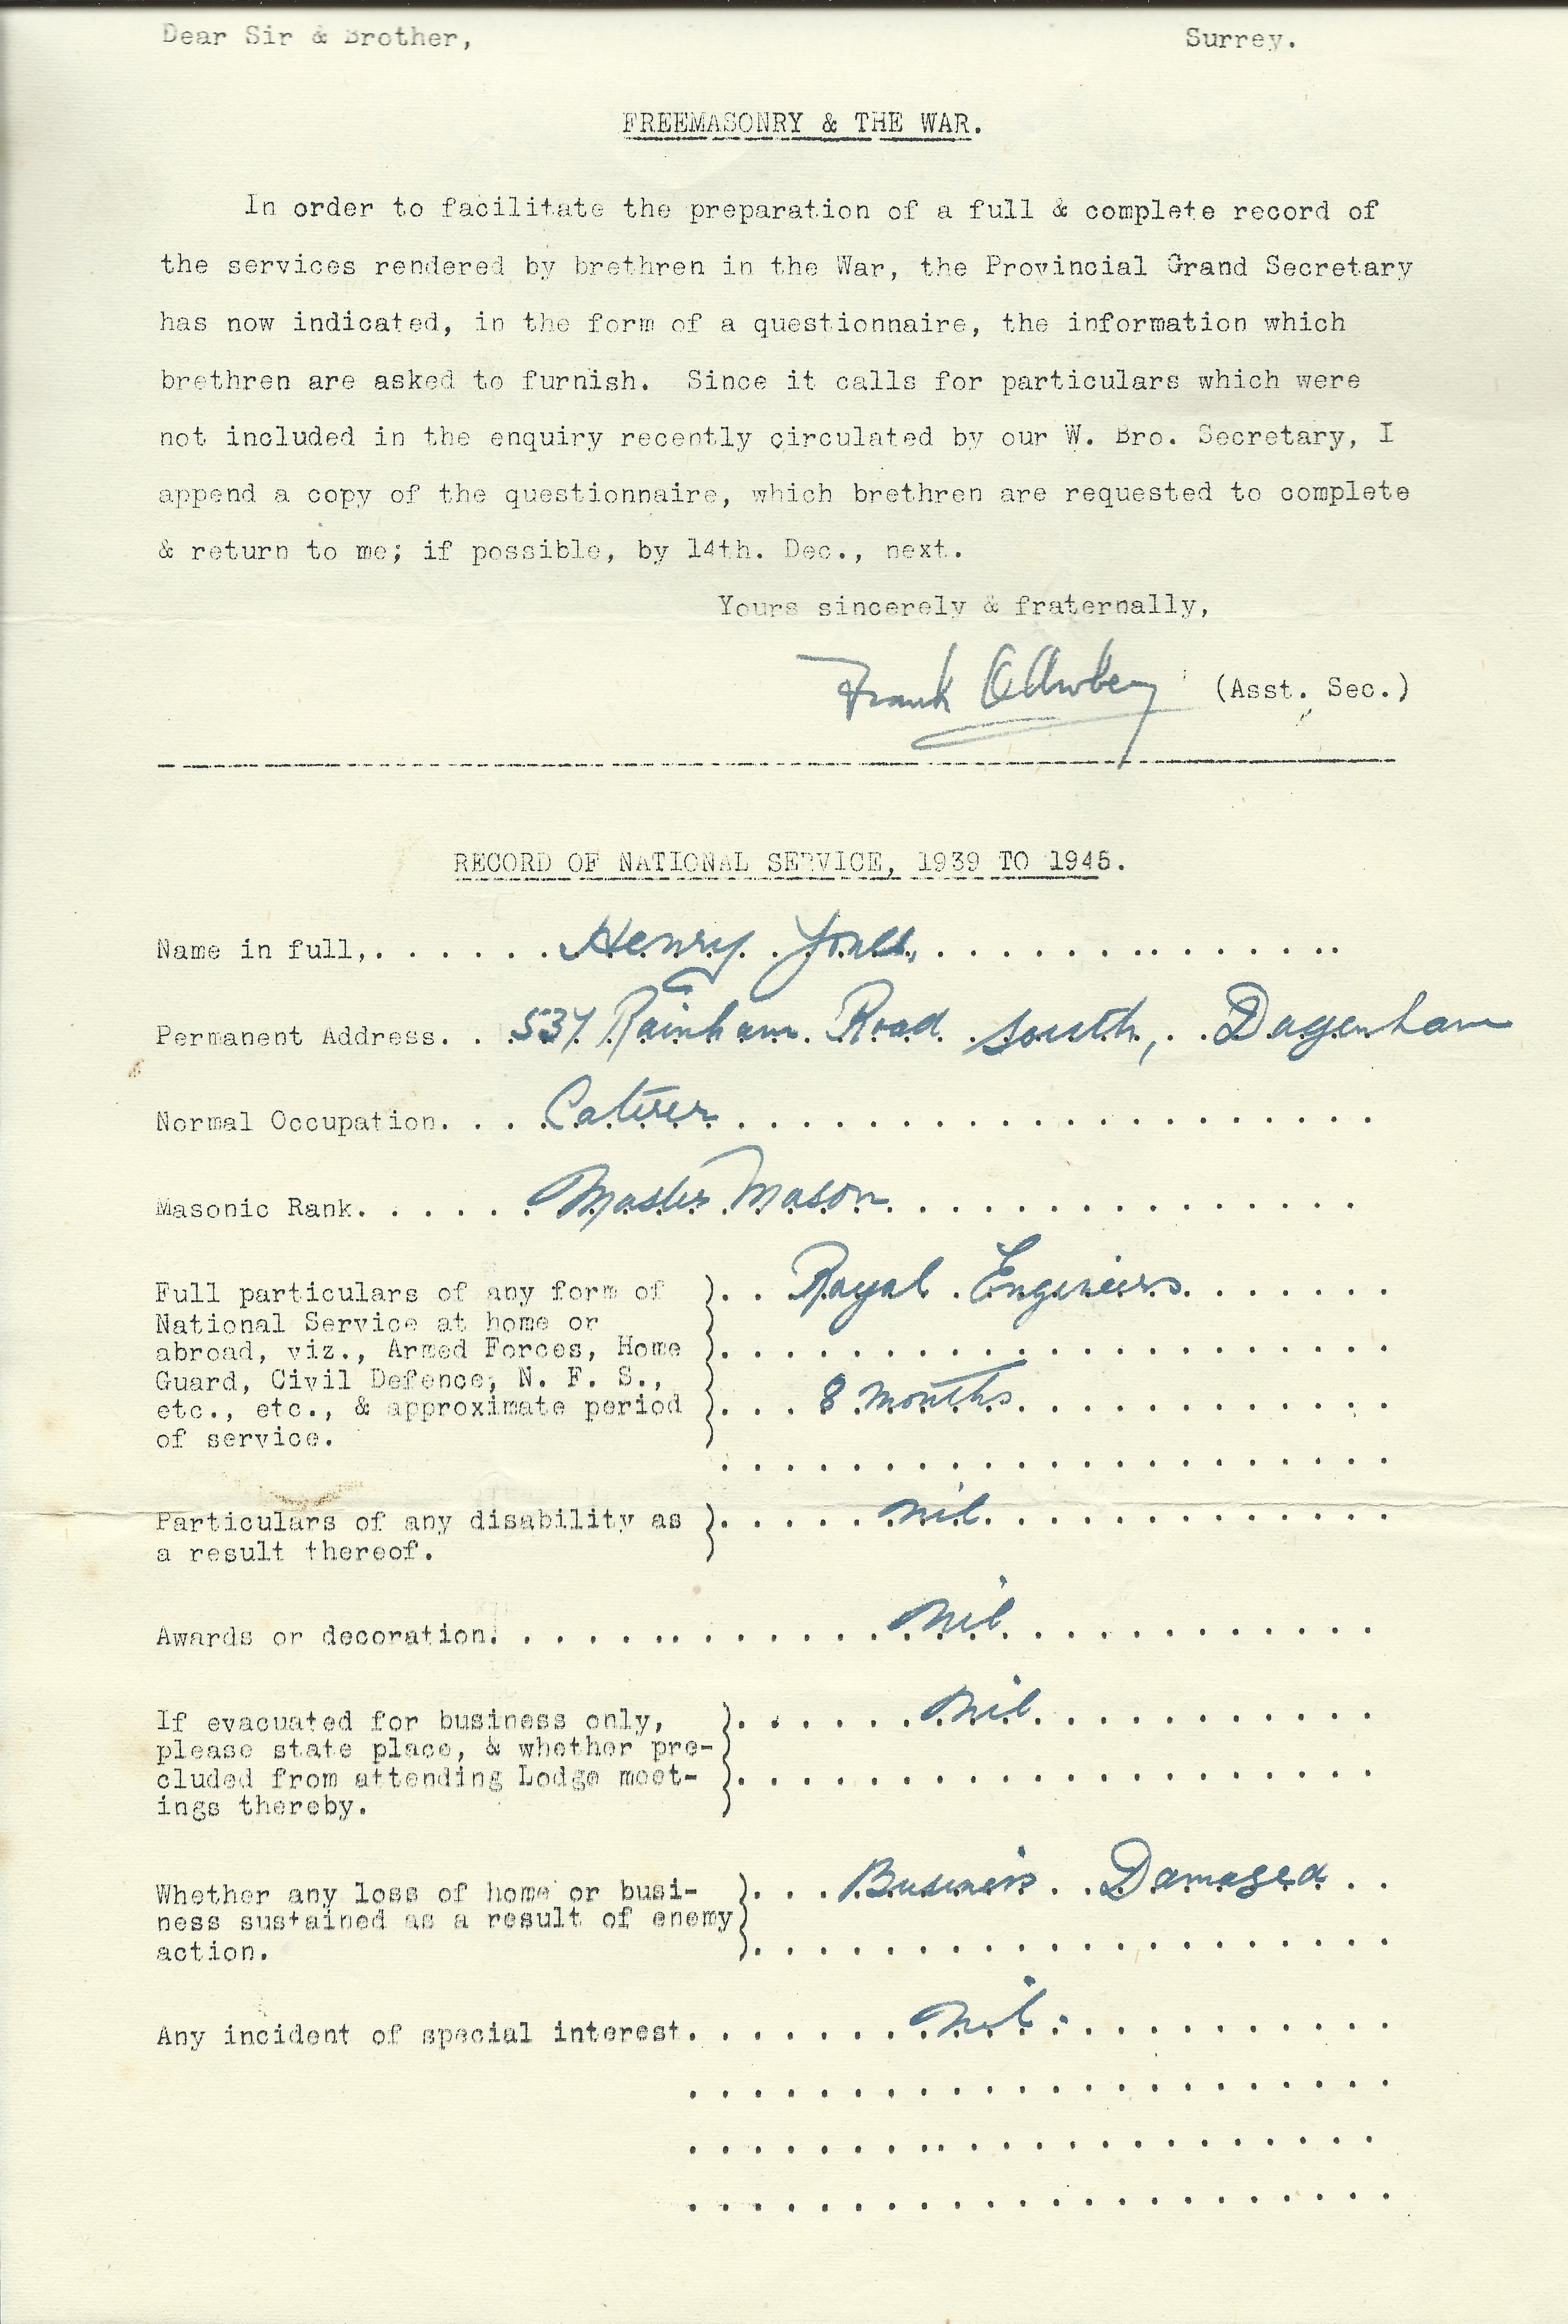 Dear Sir & Brother, Surrey.
FREEMASONRY & THE WAR.
In order to facilitate the preparation of a full & complete record of
the services rendered by brethren in the War, the Provincial Grand Secretary
has now indicated, in the form of a questionnaire, the information which
brethren are asked to furnish. Since it calls for particulars which were
not included in the enquiry recently circulated by our W. Bro. Secretary, I
append a copy of the questionnaire, which brethren are requested to complete
& return to me; if possible, by 14th. Dec., next.
Yours sincerely & fraternally,
Frank (Asst. Sec.)
RECORD OF NATIONAL SERVICE, 1939 TO 1945.
Name in full,. . . . . . Henry Jones, . . . . . . . . . . . . .
Permanent Address. . 537 Rainham Road South, Dagenham
Normal Occupation. . . . Caterer . . . . . . . . . . . . . . . . . . . .
Masonic Rank. . . . . . Master Mason . . . . . . . . . . . . . . .
Full particulars of any form of ). . Royal Engineers . . . . . . .
National Service at home or
abroad, viz., Armed Forces, Home ). . . . . . . . . . . . . . . . . . . . .
Guard, Civil Defence, N. F. S.,
etc., etc., & approximate period ). . . 8 months . . . . . . . . . . . .
of service.
. . . . . . . . . . . . . . . . . . . . .
Particulars of any disability as ). . . . . nil . . . . . . . . . . . . .
a result thereof.
Awards or decoration. . . . . . . . . . . . . nil . . . . . . . . . . . .
If evacuated for business only, ). . . . . . nil . . . . . . . . . . .
please state place, & whether pre-
cluded from attending Lodge meet- ). . . . . . . . . . . . . . . . . . . .
ings thereby.
Whether any loss of home or busi- ). . . Business . . Damaged . .
ness sustained as a result of enemy
action. ). . . . . . . . . . . . . . . . . . . .
Any incident of special interest. . . . . . . nil . . . . . . . . . . .
. . . . . . . . . . . . . . . . . . . . . .
. . . . . . . . . . . . . . . . . . . . . .
. . . . . . . . . . . . . . . . . . . . . .